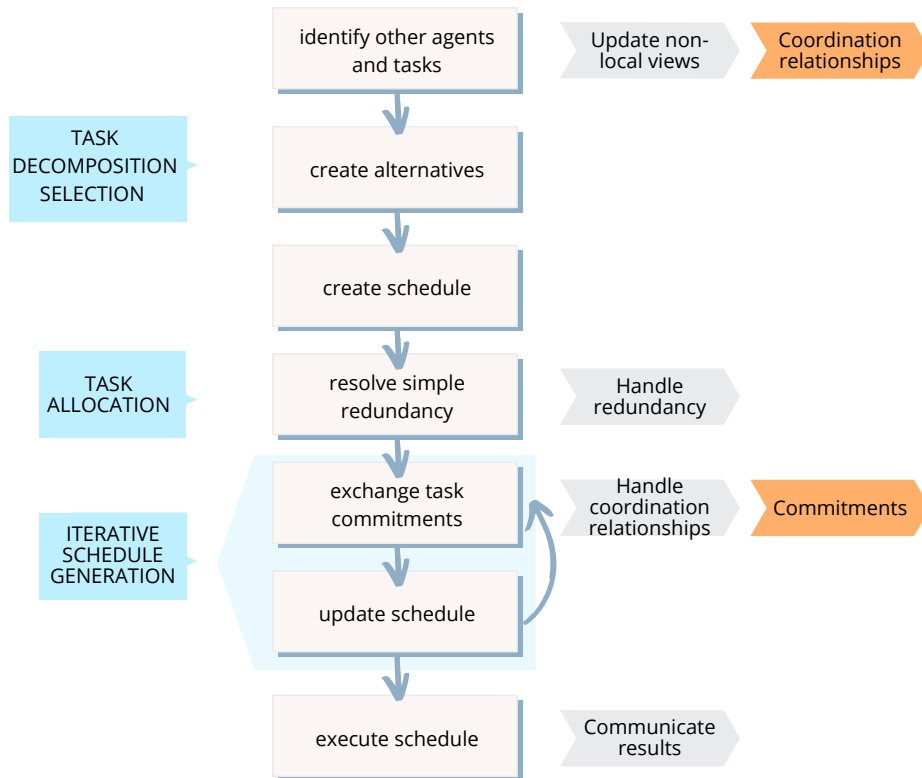 identify other agents
and tasks
Update non-
local views
Coordination
relationships
TASK
DECOMPOSITION
SELECTION
create alternatives
create schedule
TASK
ALLOCATION
resolve simple
redundancy
Handle
redundancy
exchange task
commitments
Handle
coordination
relationships
Commitments
ITERATIVE
SCHEDULE
GENERATION
update schedule
execute schedule
Communicate
results